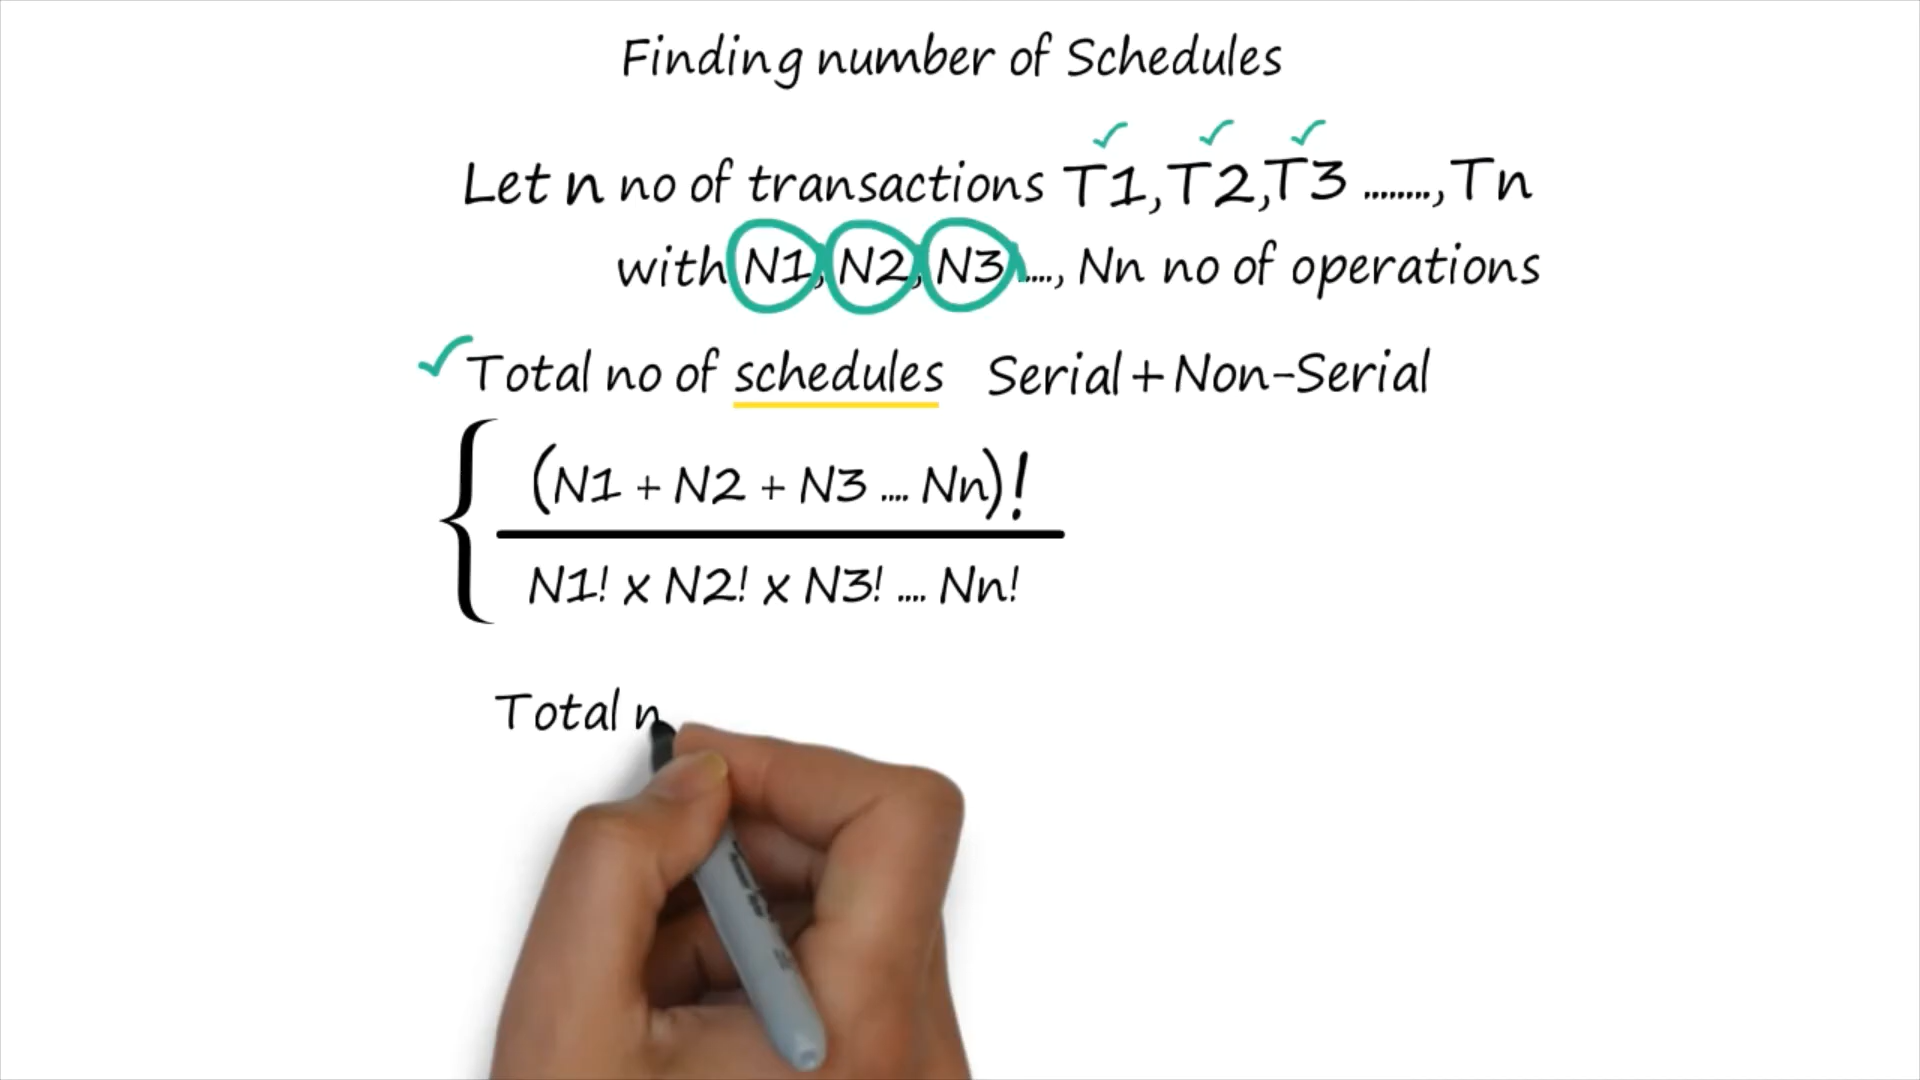 Finding number of Schedules
Let n no of transactions T1,T2,T3 ........,Tn
with N1, N2, N3 ...., Nn no of operations
Total no of schedules Serial + Non-Serial
(N1 + N2 + N3 .... Nn)!
N1! x N2! x N3! .... Nn!
Total n